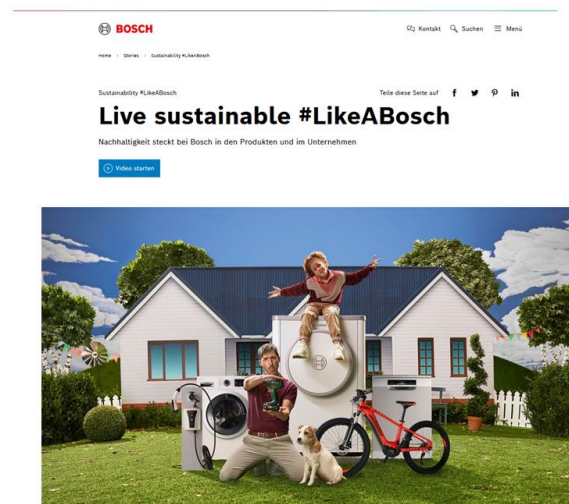 BOSCH
Kontakt Suchen Menü
Home Stories Sustainability #LikeABosch
Sustainability #LikeABosch
Teile diese Seite auf
Live sustainable #LikeABosch
Nachhaltigkeit steckt bei Bosch in den Produkten und im Unternehmen
Video starten